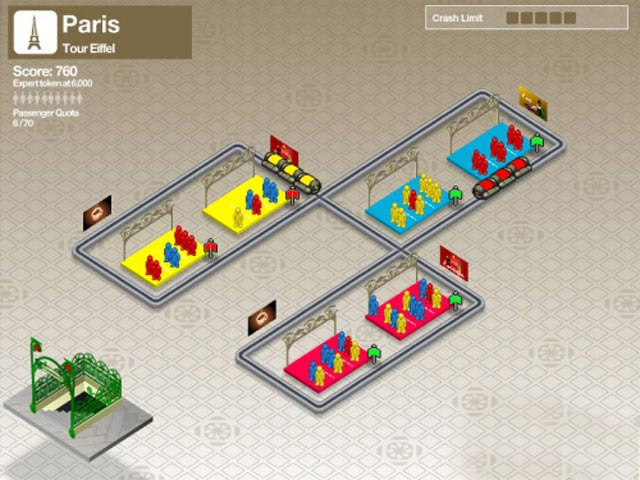 Paris
Tour Eiffel
Crash Limit
Score: 760
Expert token at 6,000
Passenger Quota
6 / 70